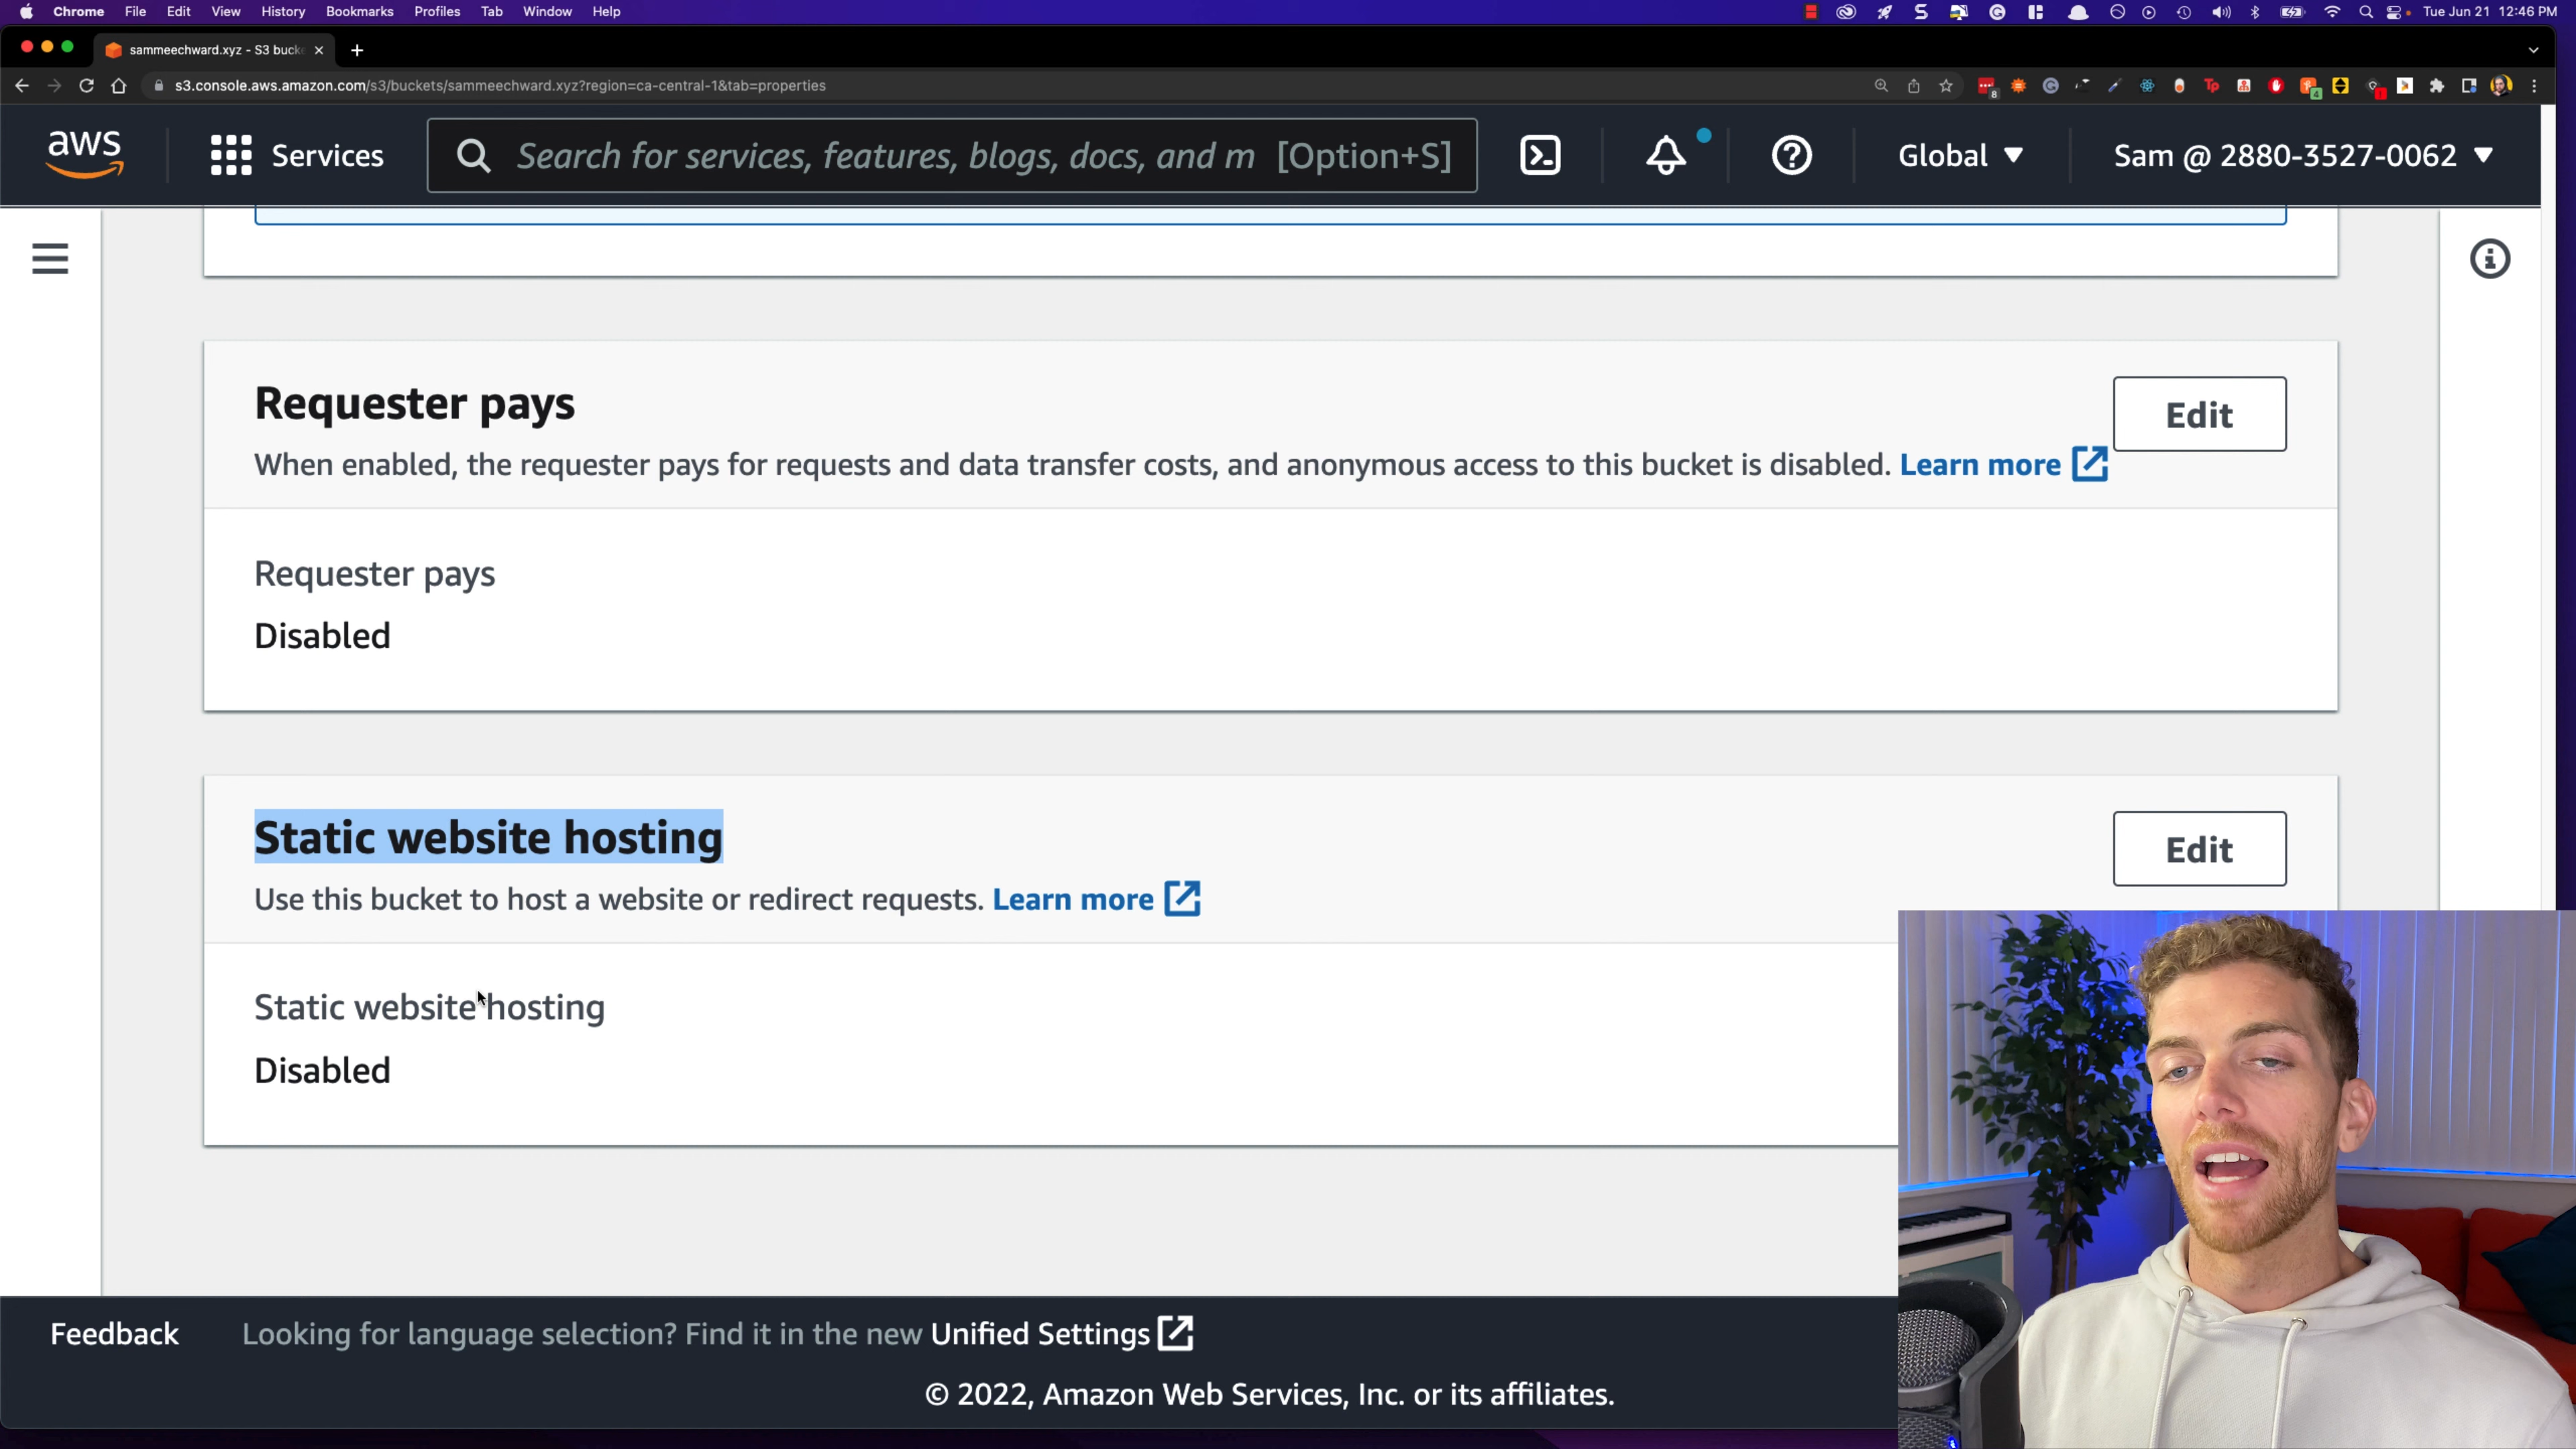 Chrome File Edit View History Bookmarks Profiles Tab Window Help
Tue Jun 21 12:46 PM
sammeechward.xyz - S3 buck
s3.console.aws.amazon.com/s3/buckets/sammeechward.xyz?region=ca-central-1&tab=properties
aws
Services
Search for services, features, blogs, docs, and m [Option+S]
Global
Sam @ 2880-3527-0062
Requester pays
Edit
When enabled, the requester pays for requests and data transfer costs, and anonymous access to this bucket is disabled. Learn more
Requester pays
Disabled
Static website hosting
Edit
Use this bucket to host a website or redirect requests. Learn more
Static website hosting
Disabled
Feedback
Looking for language selection? Find it in the new Unified Settings
© 2022, Amazon Web Services, Inc. or its affiliates.